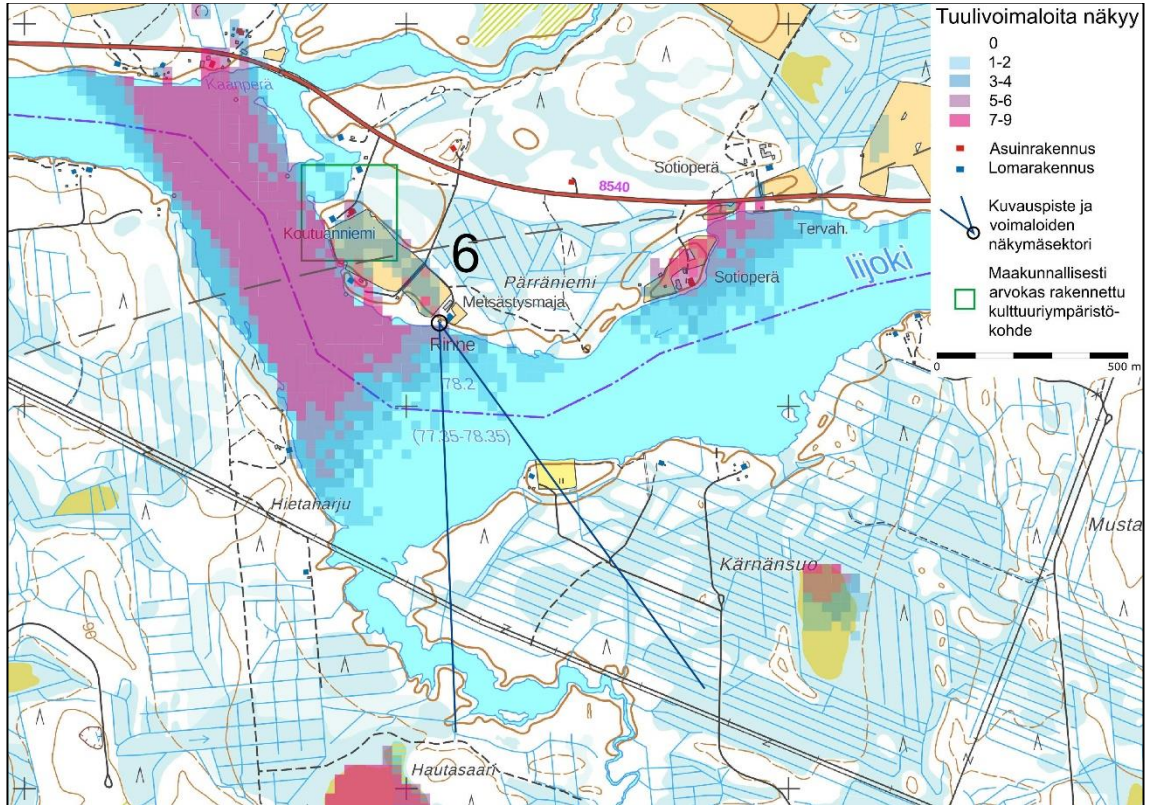 Tuulivoimaloita näkyy
0
1-2
3-4
5-6
7-9
Asuinrakennus
Lomarakennus
Kuvauspiste ja
voimaloiden
näkymäsektori
Maakunnallisesti
arvokas rakennettu
kulttuuriympäristö-
kohde
500 m
Kaanperä
Sotioperä
8540
Koutuanniemi
6
Pärräniemi
Tervah.
Iijoki
Sotioperä
Metsästysmaja
Rinne
78.2
(77.35-78.35)
Hietaharju
Kärnänsuo
Musta
90
Hautasaari